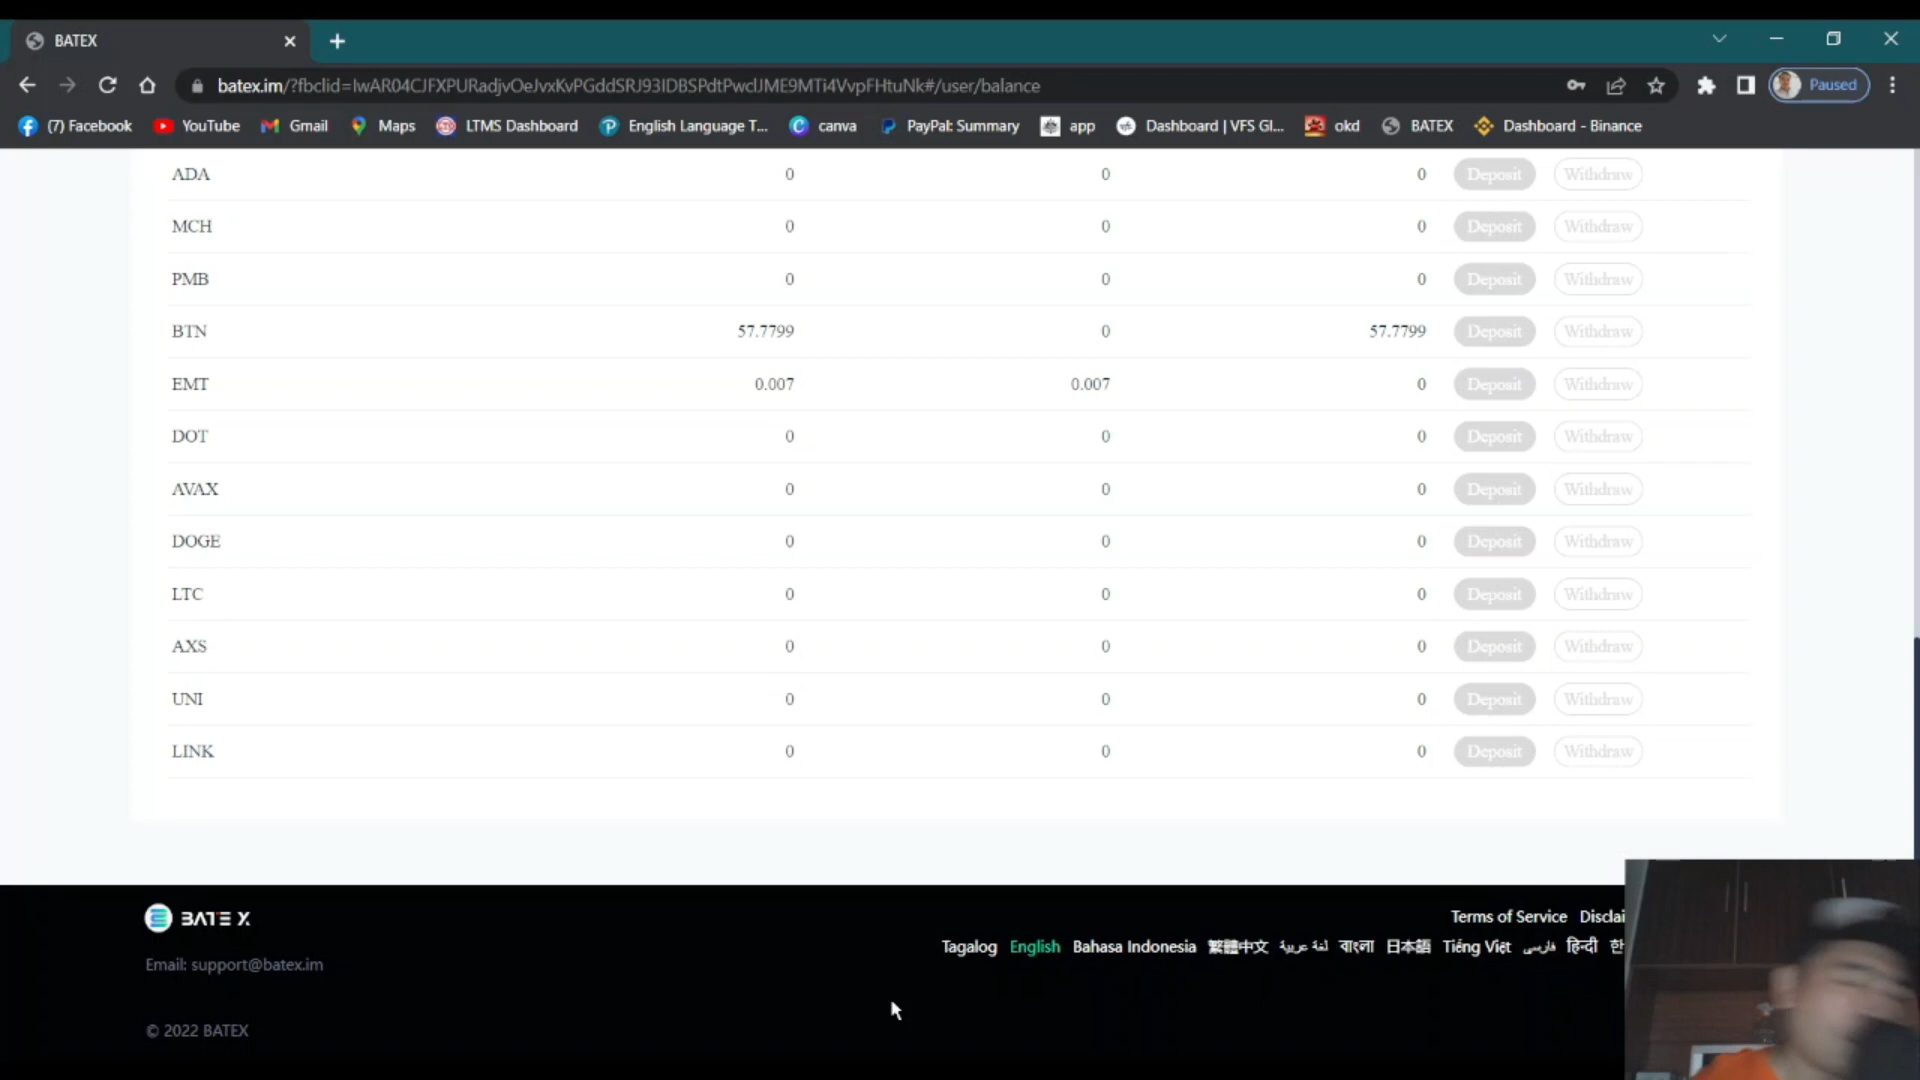 BATEX
batex.im/?fbclid=IwAR04CJFXPURadjvOeJvxKvPGddSRJ93IDBSPdtPwclJME9MTi4VvpFHtuNk#/user/balance
Paused
(7) Facebook YouTube Gmail Maps LTMS Dashboard English Language T... canva PayPal: Summary app Dashboard | VFS Gl... okd BATEX Dashboard - Binance
ADA 0 0 0 Deposit Withdraw
MCH 0 0 0 Deposit Withdraw
PMB 0 0 0 Deposit Withdraw
BTN 57.7799 0 57.7799 Deposit Withdraw
EMT 0.007 0.007 0 Deposit Withdraw
DOT 0 0 0 Deposit Withdraw
AVAX 0 0 0 Deposit Withdraw
DOGE 0 0 0 Deposit Withdraw
LTC 0 0 0 Deposit Withdraw
AXS 0 0 0 Deposit Withdraw
UNI 0 0 0 Deposit Withdraw
LINK 0 0 0 Deposit Withdraw
BATE X
Terms of Service Disclai
Tagalog English Bahasa Indonesia 繁體中文 لغة عربية বাংলা 日本語 Tiếng Việt فارسی हिन्दी 한
Email: support@batex.im
© 2022 BATEX